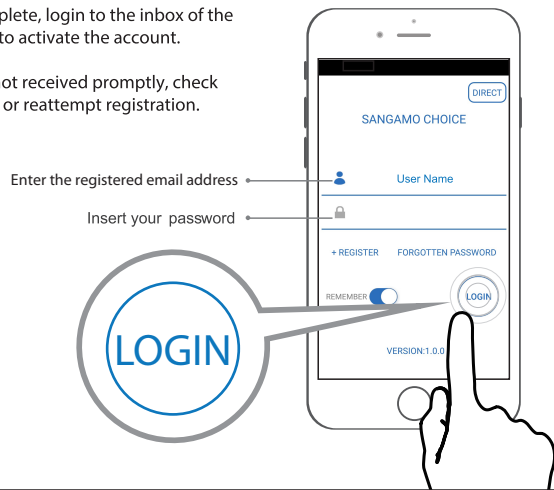 plete, login to the inbox of the
to activate the account.
not received promptly, check
or reattempt registration.
DIRECT
SANGAMO CHOICE
Enter the registered email address
User Name
Insert your password
+ REGISTER FORGOTTEN PASSWORD
REMEMBER
LOGIN
LOGIN
VERSION:1.0.0